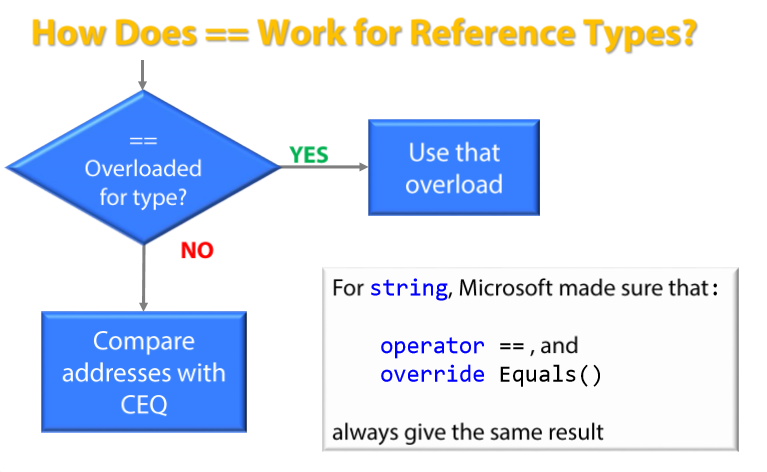 How Does == Work for Reference Types?
==
Overloaded
for type?
YES
Use that
overload
NO
Compare
addresses with
CEQ
For string, Microsoft made sure that:
operator ==, and
override Equals()
always give the same result